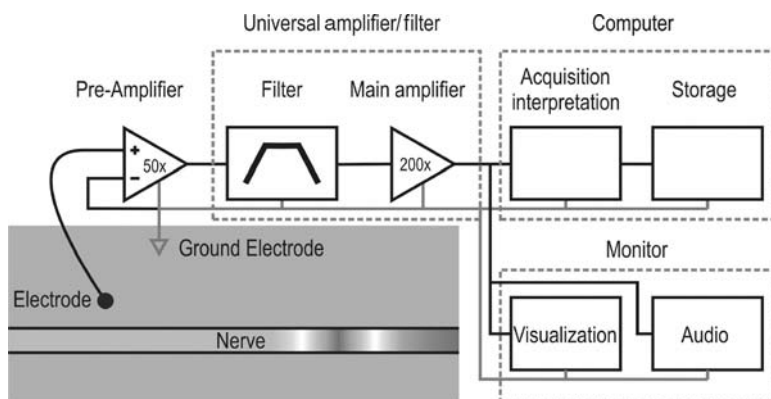 Universal amplifier/filter
Computer
Pre-Amplifier
Filter
Main amplifier
Acquisition
interpretation
Storage
+
50x
−
200x
Ground Electrode
Electrode
Nerve
Monitor
Visualization
Audio